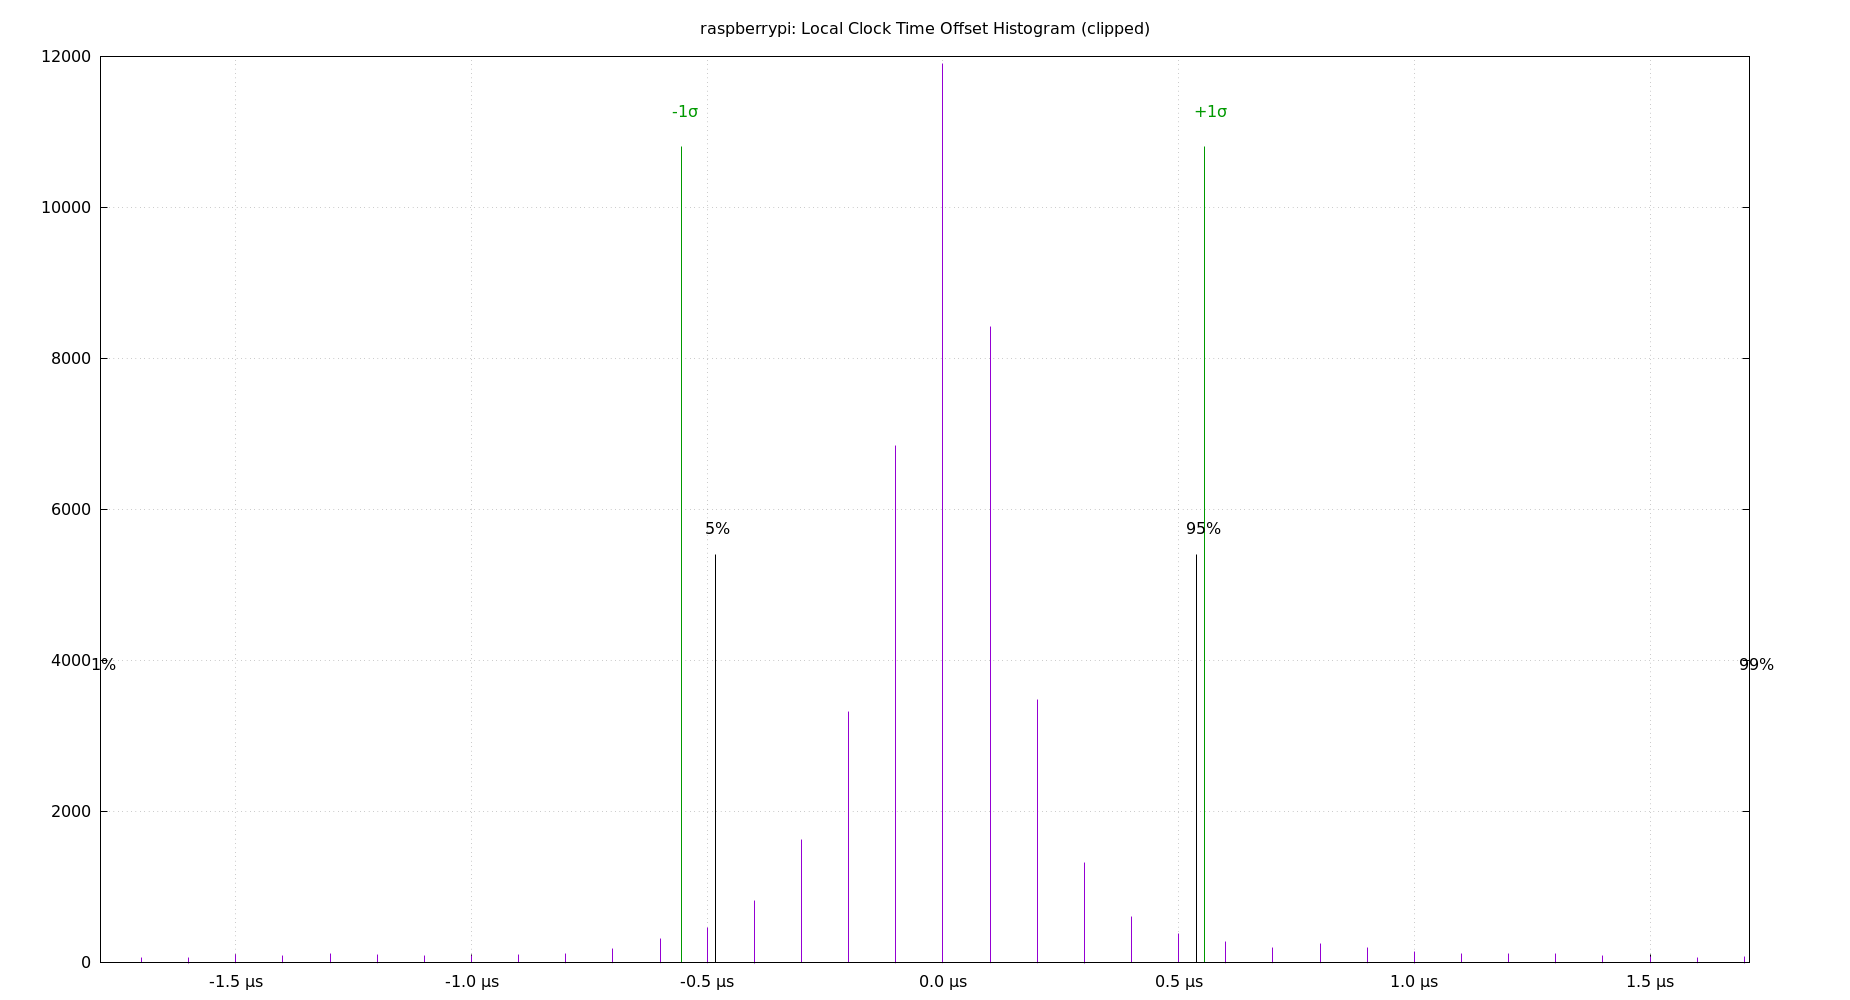 raspberrypi: Local Clock Time Offset Histogram (clipped)
12000
-1σ
+1σ
10000
8000
6000
5%
95%
4000
1%
99%
2000
0
-1.5 µs
-1.0 µs
-0.5 µs
0.0 µs
0.5 µs
1.0 µs
1.5 µs